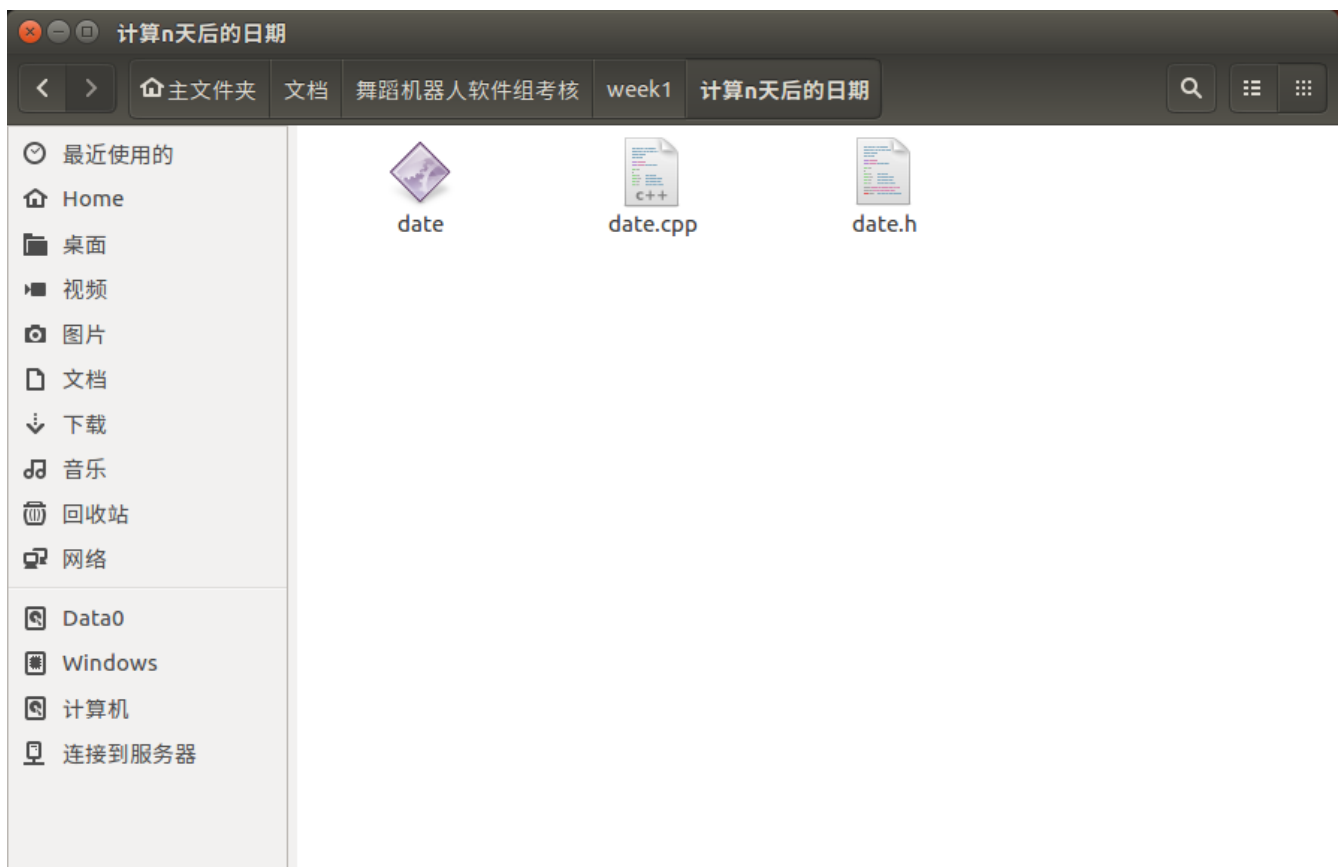 计算n天后的日期
主文件夹 文档 舞蹈机器人软件组考核 week1 计算n天后的日期
最近使用的
Home
桌面
视频
图片
文档
下载
音乐
回收站
网络
Data0
Windows
计算机
连接到服务器
c++
date date.cpp date.h